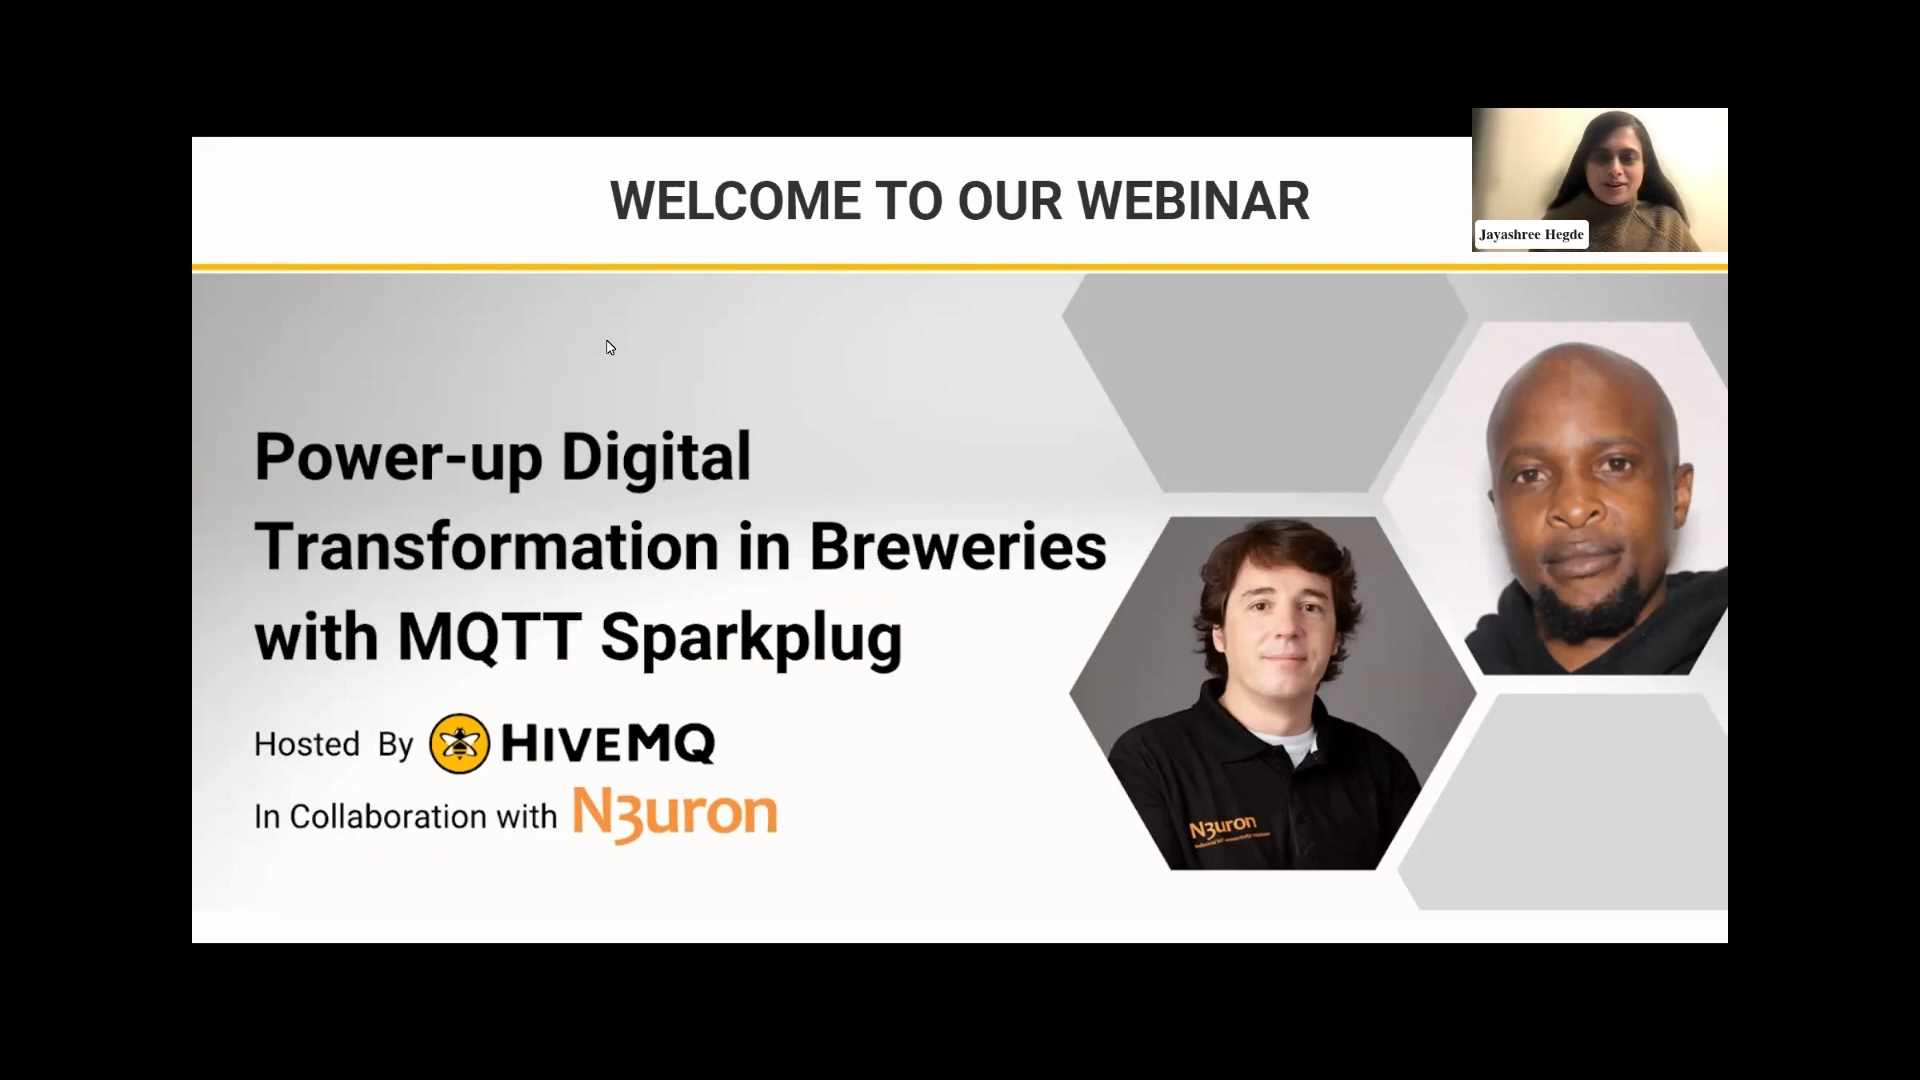 WELCOME TO OUR WEBINAR
Jayashree Hegde
Power-up Digital
Transformation in Breweries
with MQTT Sparkplug
Hosted By HIVEMQ
In Collaboration with N3uron
N3uron